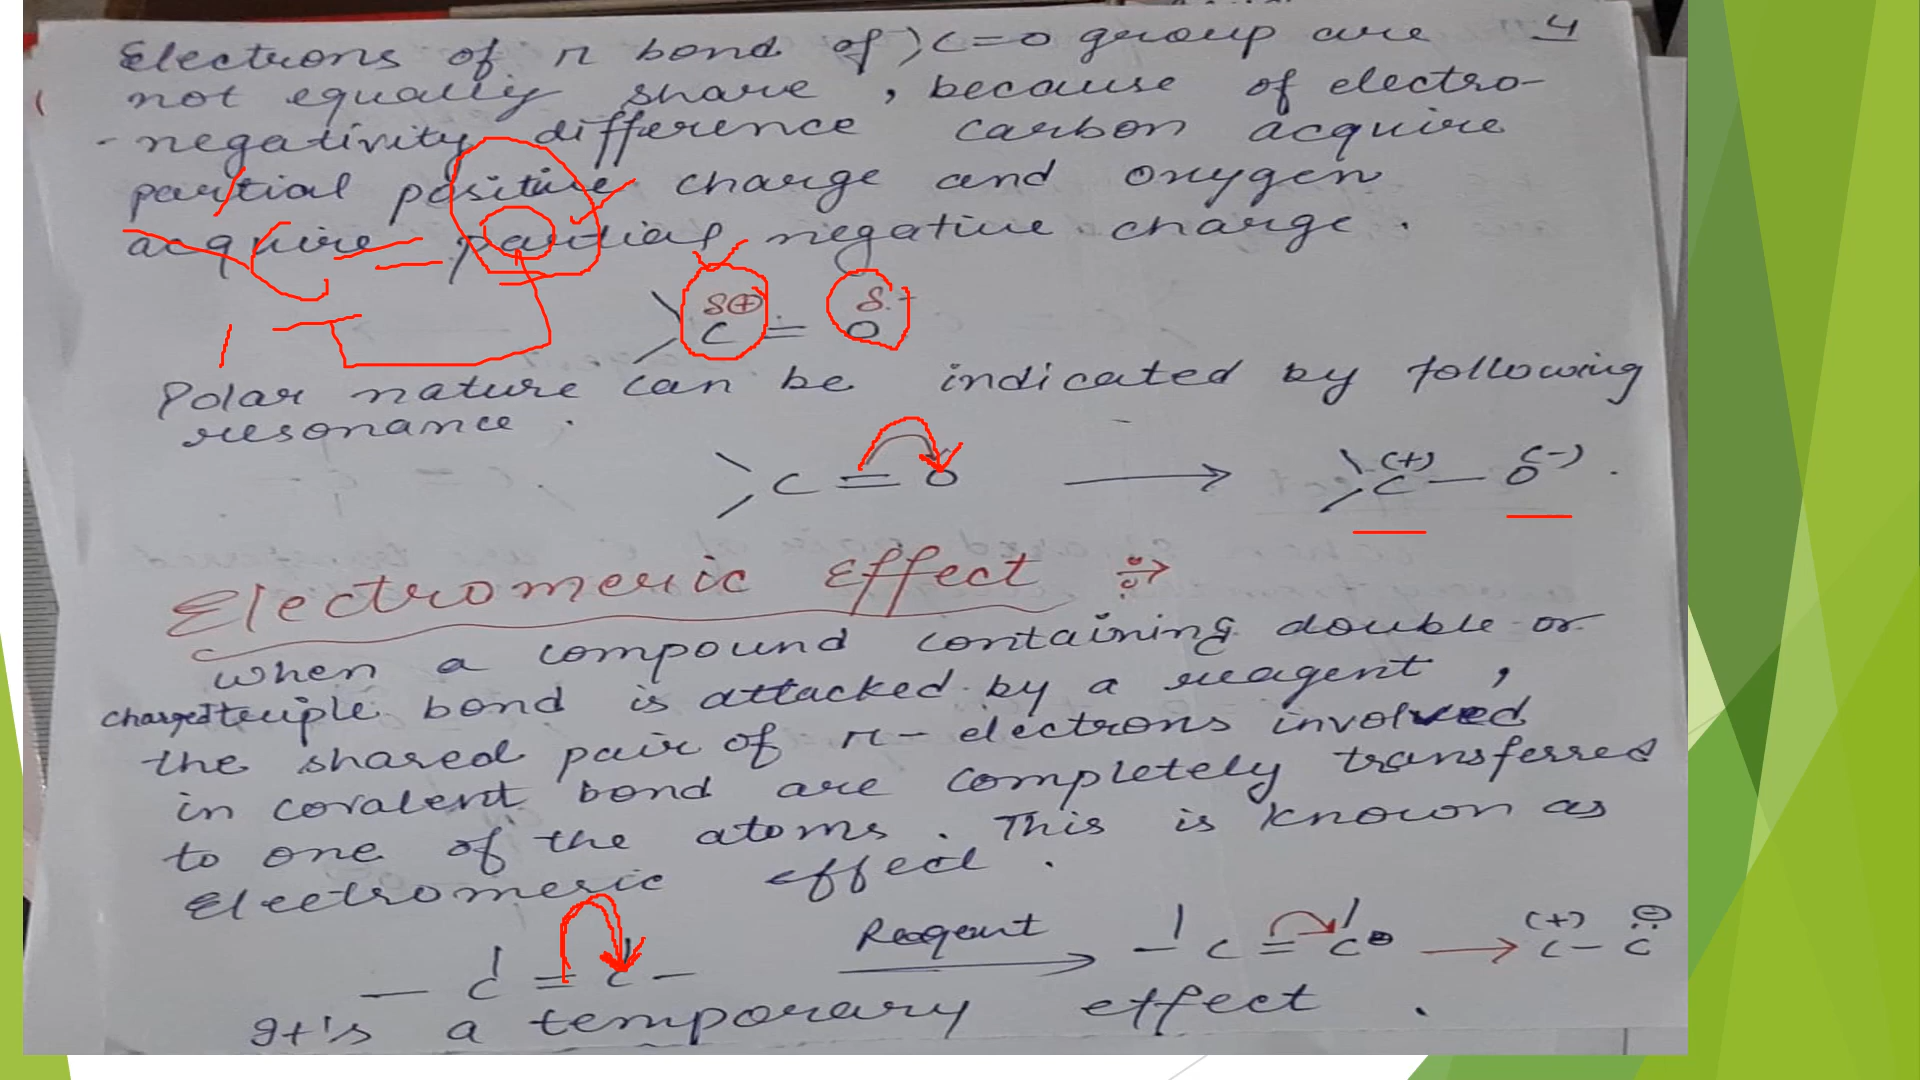 Electrons of π bond of >C=O group are 4
not equally share, because of electro-
-negativity difference carbon acquire
partial positive charge and oxygen
acquire partial negative charge.
δ⊕ δ-
C = O
Polar nature can be indicated by following
resonance.
C = O ⟶ (+)C — O(-).
Electromeric Effect
When a compound containing double or
charged triple bond is attacked by a reagent,
the shared pair of π- electrons involved
in covalent bond are completely transferred
to one of the atoms. This is known as
Electromeric effect.
— C = C — Reagent — C = C ⟶ (+)C — C⊖
It's a temporary effect.